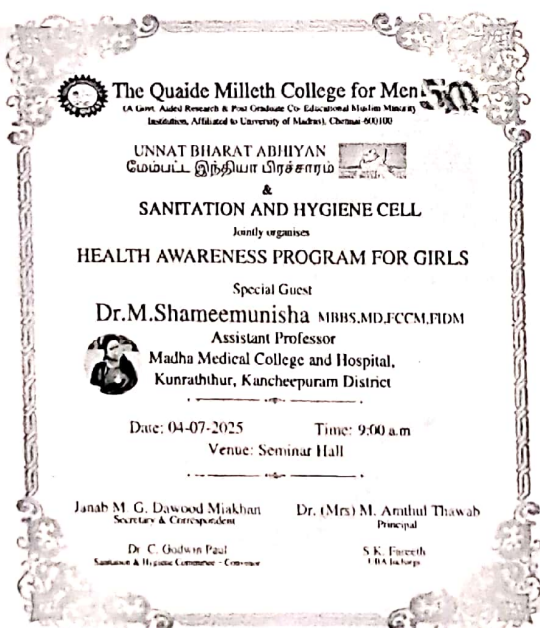 The Quaide Milleth College for Men
50
(A Govt. Aided Research & Post Graduate Co-Educational Muslim Minority
Institution, Affiliated to University of Madras), Chennai-600100
UNNAT BHARAT ABHIYAN
மேம்பட்ட இந்தியா பிரச்சாரம்
&
SANITATION AND HYGIENE CELL
Jointly organises
HEALTH AWARENESS PROGRAM FOR GIRLS
Special Guest
Dr.M.Shameemunisha MBBS,MD,FCCM,FIDM
Assistant Professor
Madha Medical College and Hospital,
Kunraththur, Kancheepuram District
Date: 04-07-2025 Time: 9:00 a.m
Venue: Seminar Hall
Janab M. G. Dawood Miakhan Dr. (Mrs) M. Amthul Thawab
Secretary & Correspondent Principal
Dr. C. Godwin Paul S.K. Fareeth
Sanitation & Hygiene Committee - Convenor UBA Incharge